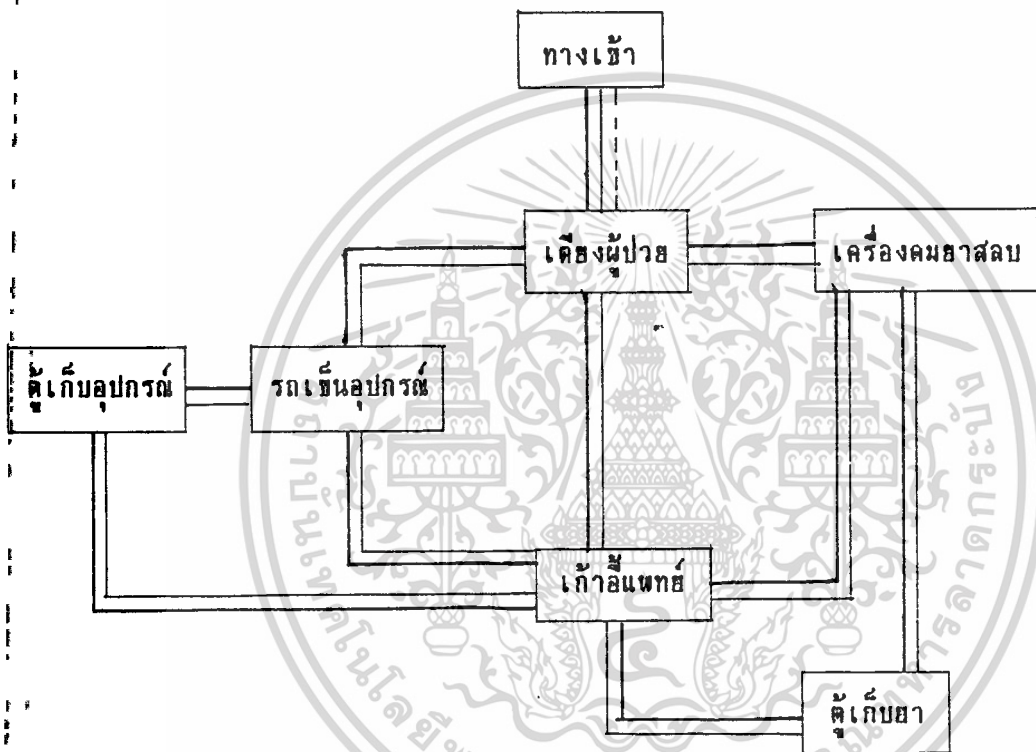 ทางเข้า
เตียงผู้ป่วย
เครื่องดมยาสลบ
ตู้เก็บอุปกรณ์
รถเข็นอุปกรณ์
เก้าอี้แพทย์
ตู้เก็บยา